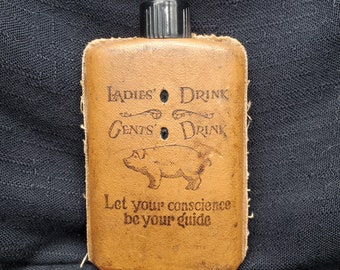 Ladies' Drink
Gents' Drink
Let your conscience
be your guide